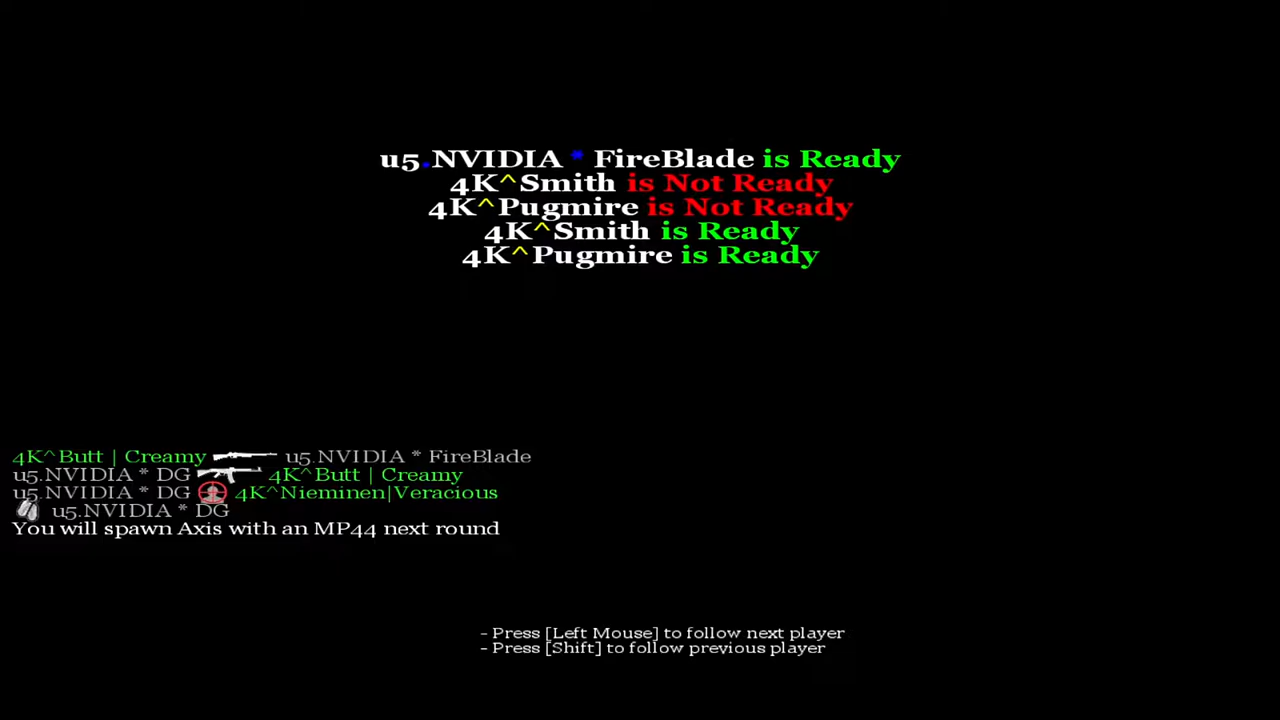 u5.NVIDIA * FireBlade is Ready
4K^Smith is Not Ready
4K^Pugmire is Not Ready
4K^Smith is Ready
4K^Pugmire is Ready
4K^Butt | Creamy u5.NVIDIA * FireBlade
u5.NVIDIA * DG 4K^Butt | Creamy
u5.NVIDIA * DG 4K^Nieminen|Veracious
u5.NVIDIA * DG
You will spawn Axis with an MP44 next round
- Press [Left Mouse] to follow next player
- Press [Shift] to follow previous player